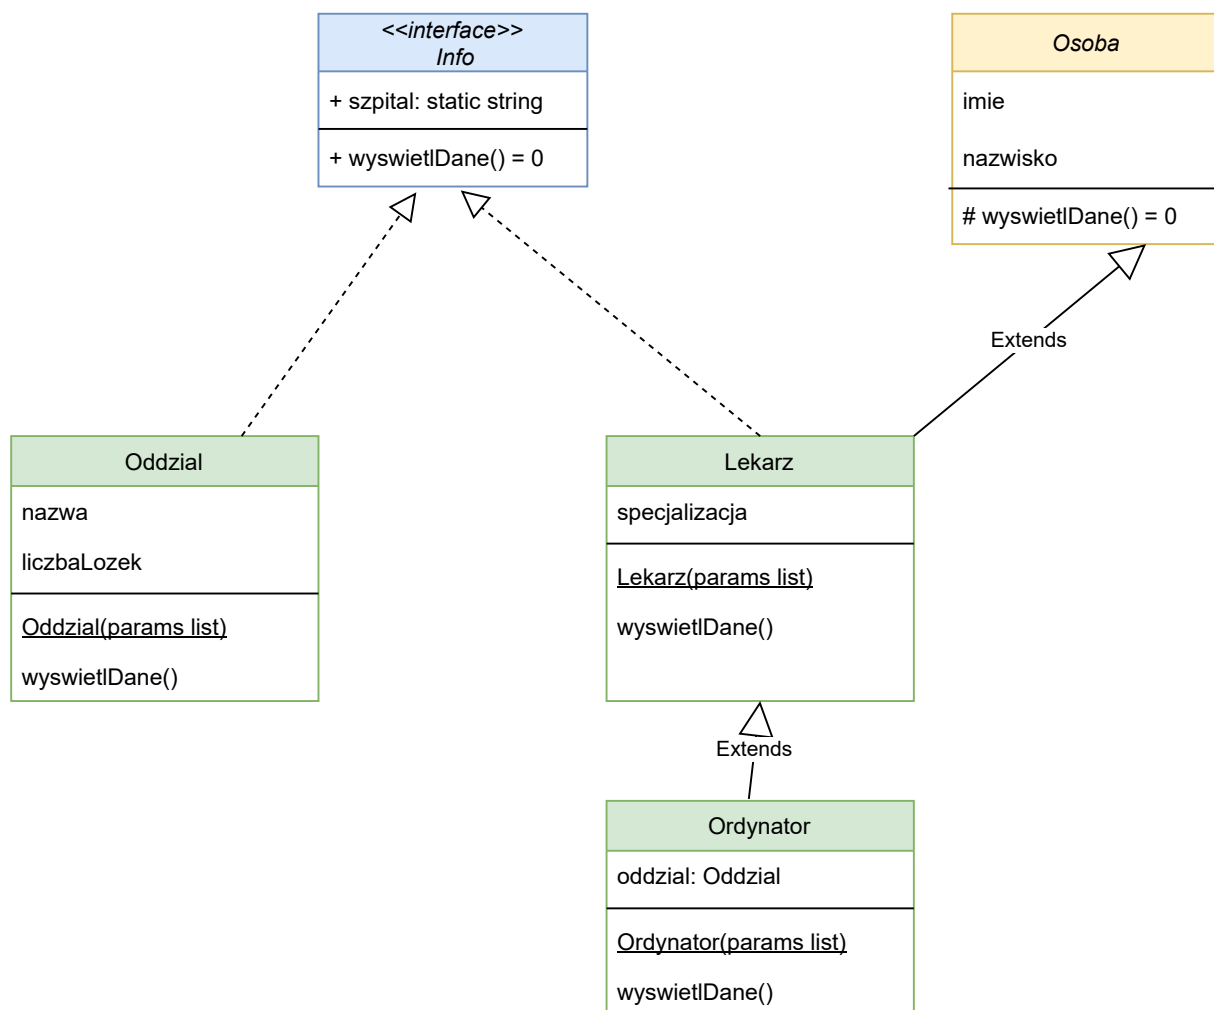 <<interface>>
Info
+ szpital: static string
+ wyswietlDane() = 0
Osoba
imie
nazwisko
# wyswietlDane() = 0
Extends
Oddzial
nazwa
liczbaLozek
Oddzial(params list)
wyswietlDane()
Lekarz
specjalizacja
Lekarz(params list)
wyswietlDane()
Extends
Ordynator
oddzial: Oddzial
Ordynator(params list)
wyswietlDane()